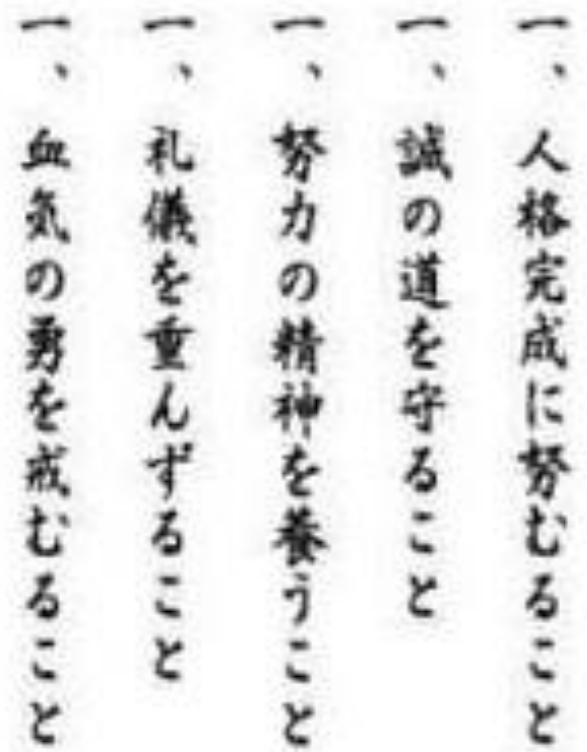 一、人格完成に努むること
一、誠の道を守ること
一、努力の精神を養うこと
一、礼儀を重んずること
一、血気の勇を戒むること